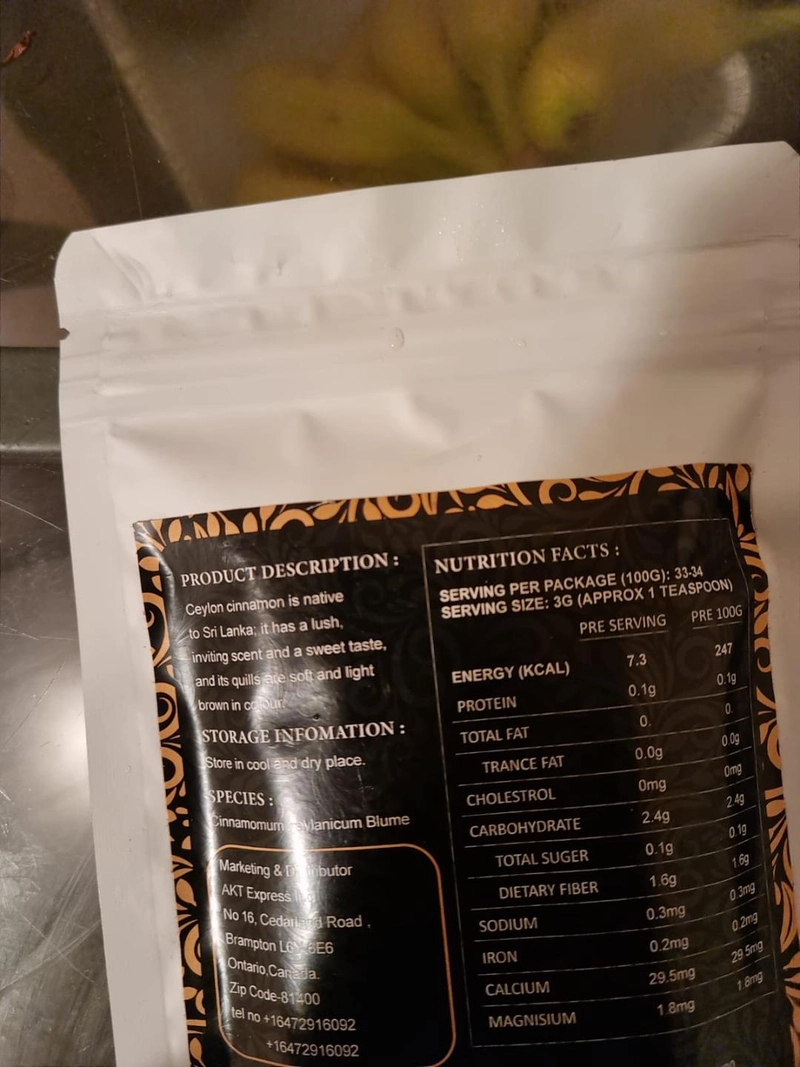 PRODUCT DESCRIPTION :
Ceylon cinnamon is native
to Sri Lanka; it has a lush,
inviting scent and a sweet taste,
and its quills are soft and light
brown in colour.
STORAGE INFOMATION :
Store in cool and dry place.
SPECIES :
Cinnamomum Blume
Marketing &
AKT Express
No 16, Road ,
Brampton
Ontario,Canada.
Zip Code-81400
tel no +16472916092
+16472916092
NUTRITION FACTS :
SERVING PER PACKAGE (100G): 33-34
SERVING SIZE: 3G (APPROX 1 TEASPOON)
PRE SERVING PRE 100G
ENERGY (KCAL) 7.3 247
PROTEIN 0.1g 0.1g
TOTAL FAT 0. 0.
TRANCE FAT 0.0g 0.0g
CHOLESTROL 0mg 0mg
CARBOHYDRATE 2.4g 2.4g
TOTAL SUGER 0.1g 0.1g
DIETARY FIBER 1.6g 1.6g
SODIUM 0.3mg 0.3mg
IRON 0.2mg 0.2mg
CALCIUM 29.5mg 29.5mg
MAGNISIUM 1.8mg 1.8mg